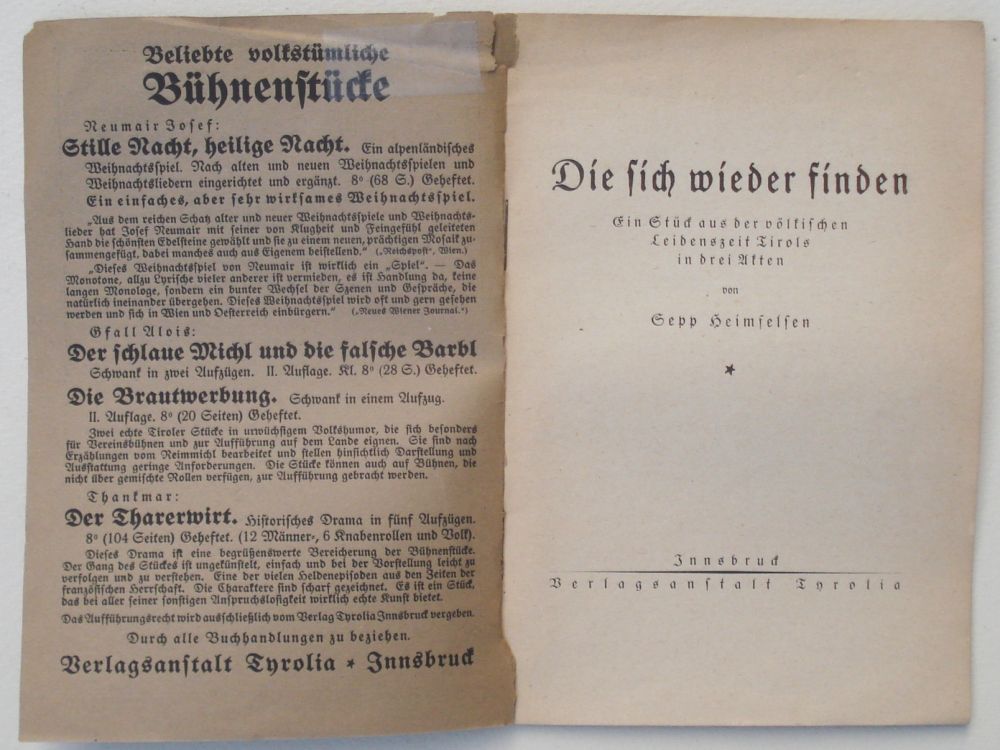 Beliebte volkstümliche
Bühnenstücke
Neumair Josef:
Stille Nacht, heilige Nacht. Ein alpenländisches
Weihnachtsspiel. Nach alten und neuen Weihnachtsspielen und
Weihnachtsliedern eingerichtet und ergänzt. 8° (68 S.) Geheftet.
Ein einfaches, aber sehr wirksames Weihnachtsspiel.
„Aus dem reichen Schatz alter und neuer Weihnachtsspiele und Weihnachts-
lieder hat Josef Neumair mit seiner von Klugheit und Feingefühl geleiteten
Hand die schönsten Edelsteine gewählt und sie zu einem neuen, prächtigen Mosaik zu-
sammengefügt, dabei manches auch aus Eigenem beistellend.“ („Reichspost“, Wien.)
„Dieses Weihnachtsspiel von Neumair ist wirklich ein „Spiel“. — Das
Monotone, allzu Lyrische vieler anderer ist vermieden, es ist Handlung da, keine
langen Monologe, sondern ein bunter Wechsel der Szenen und Gespräche, die
natürlich ineinander übergehen. Dieses Weihnachtsspiel wird oft und gern gesehen
werden und sich in Wien und Oesterreich einbürgern.“ („Neues Wiener Journal.“)
Gfall Alois:
Der schlaue Michl und die falsche Barbl
Schwank in zwei Aufzügen. II. Auflage. Kl. 8° (28 S.) Geheftet.
Die Brautwerbung. Schwank in einem Aufzug.
II. Auflage. 8° (20 Seiten) Geheftet.
Zwei echte Tiroler Stücke in urwüchsigem Volkshumor, die sich besonders
für Vereinsbühnen und zur Aufführung auf dem Lande eignen. Sie sind nach
Erzählungen vom Reimmichl bearbeitet und stellen hinsichtlich Darstellung und
Ausstattung geringe Anforderungen. Die Stücke können auch auf Bühnen, die
nicht über gemischte Rollen verfügen, zur Aufführung gebracht werden.
Thankmar:
Der Tharerwirt. Historisches Drama in fünf Aufzügen.
8° (104 Seiten) Geheftet. (12 Männer-, 6 Knabenrollen und Volk).
Dieses Drama ist eine begrüßenswerte Bereicherung der Bühnenstücke.
Der Gang des Stückes ist ungekünstelt, einfach und bei der Vorstellung leicht zu
verfolgen und zu verstehen. Eine der vielen Heldenepisoden aus den Zeiten der
französischen Herrschaft. Die Charaktere sind scharf gezeichnet. Es ist ein Stück,
das bei aller seiner sonstigen Anspruchslosigkeit wirklich echte Kunst bietet.
Das Aufführungsrecht wird ausschließlich vom Verlag Tyrolia Innsbruck vergeben.
Durch alle Buchhandlungen zu beziehen.
Verlagsanstalt Tyrolia * Innsbruck
Die sich wieder finden
Ein Stück aus der völkischen
Leidenszeit Tirols
in drei Akten
von
Sepp Heimfelsen
*
Innsbruck
Verlagsanstalt Tyrolia